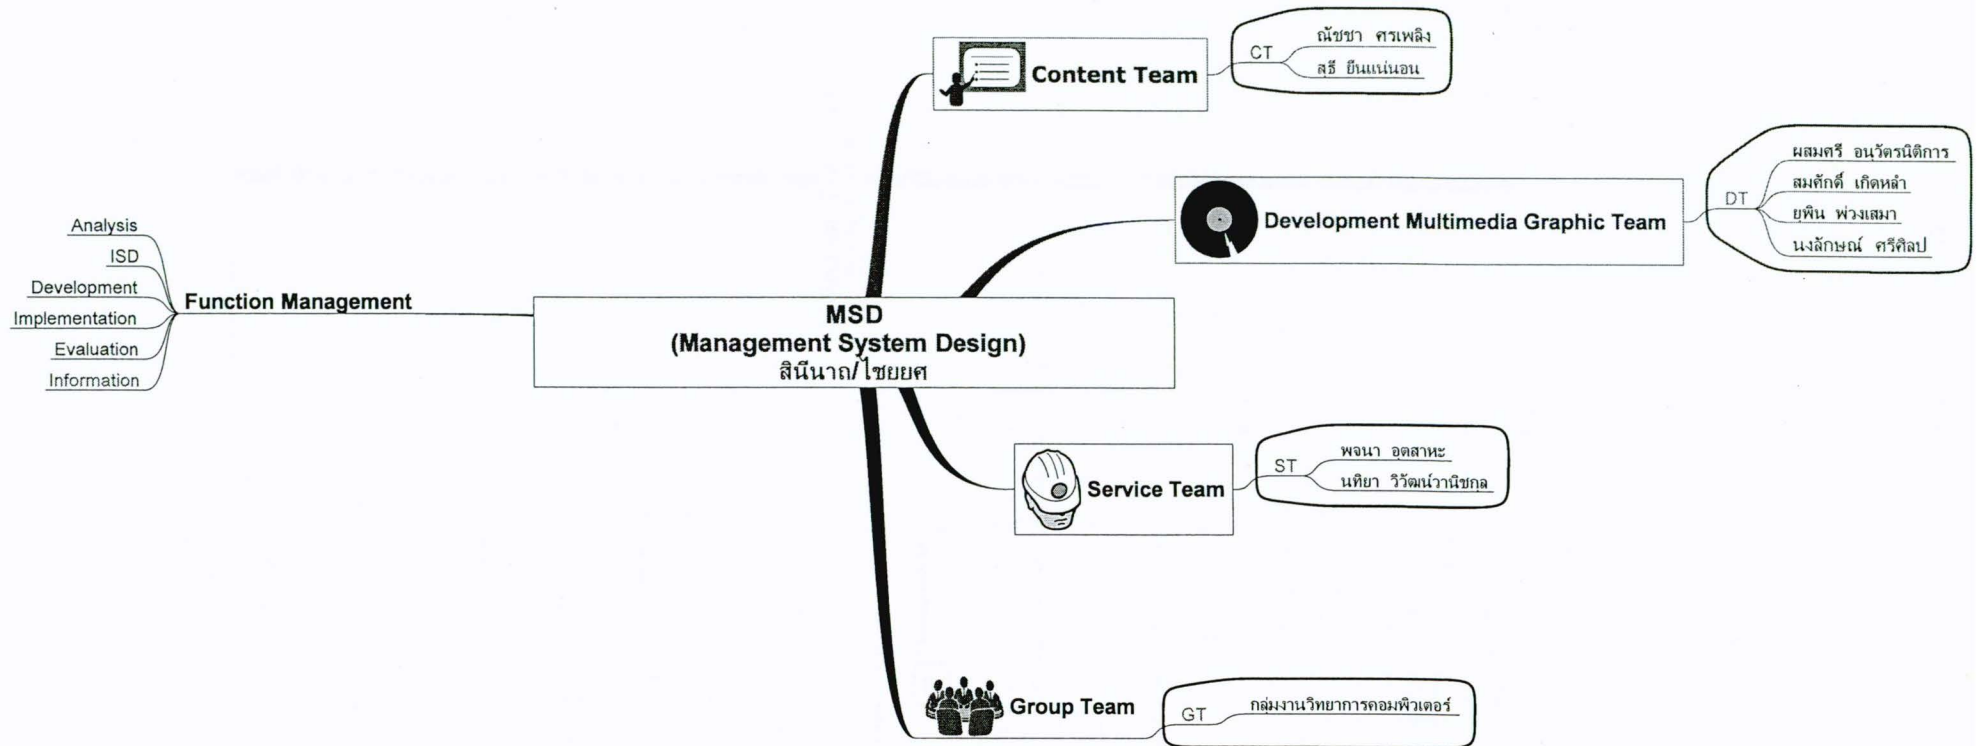 Content Team
CT
ณัชชา ศรเพลิง
สุธี ยืนแน่นอน
Development Multimedia Graphic Team
DT
ผสมศรี อนุวัตรนิติการ
สมศักดิ์ เกิดหลำ
ยุพิน พ่วงเสมา
นงลักษณ์ ศรีศิลป
Analysis
ISD
Development
Implementation
Evaluation
Information
Function Management
MSD
(Management System Design)
สินีนาถ/ไชยยศ
Service Team
ST
พจนา อุตสาหะ
นทิยา วิวัฒน์วานิชกุล
Group Team
GT
กลุ่มงานวิทยาการคอมพิวเตอร์